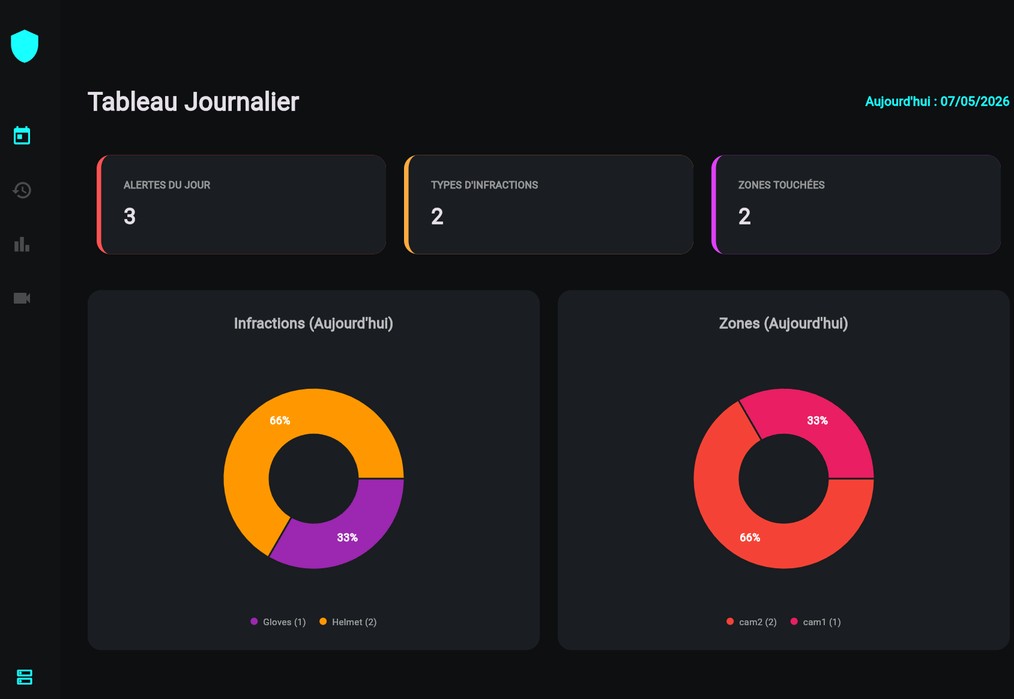 Tableau Journalier
Aujourd'hui : 07/05/2026
ALERTES DU JOUR
3
TYPES D'INFRACTIONS
2
ZONES TOUCHÉES
2
Infractions (Aujourd'hui)
66%
33%
Gloves (1)
Helmet (2)
Zones (Aujourd'hui)
33%
66%
cam2 (2)
cam1 (1)